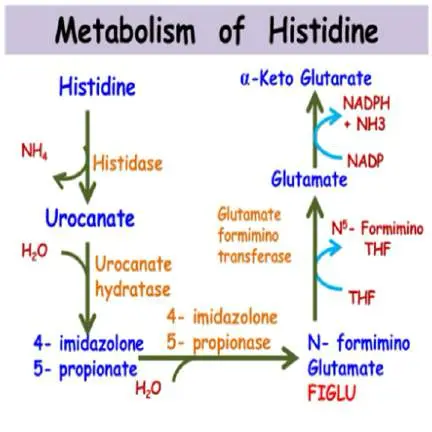 Metabolism of Histidine
Histidine
NH₄
Histidase
Urocanate
H₂O
Urocanate
hydratase
4- imidazolone
5- propionate
H₂O
4- imidazolone
5- propionase
N- formimino
Glutamate
FIGLU
Glutamate
formimino
transferase
THF
N⁵- Formimino
THF
Glutamate
NADP
NADPH
+ NH3
α-Keto Glutarate